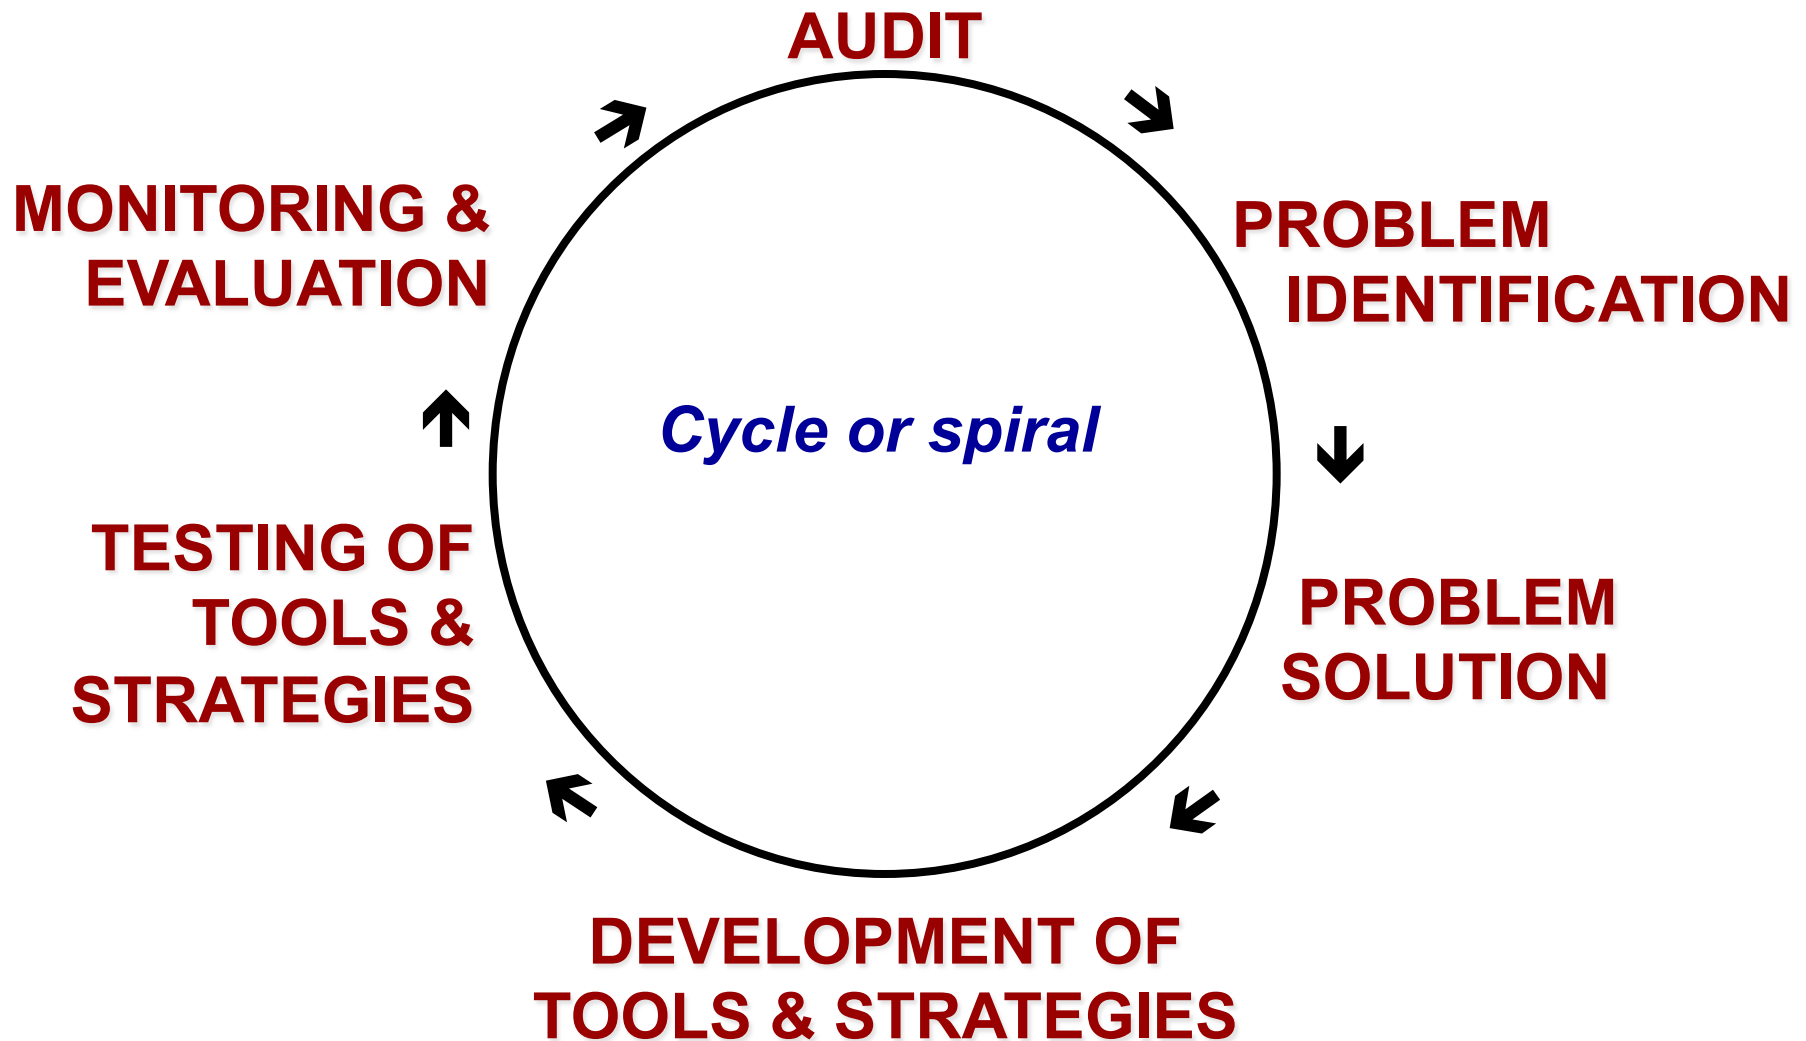 AUDIT
PROBLEM
IDENTIFICATION
PROBLEM
SOLUTION
DEVELOPMENT OF
TOOLS & STRATEGIES
TESTING OF
TOOLS &
STRATEGIES
MONITORING &
EVALUATION
Cycle or spiral